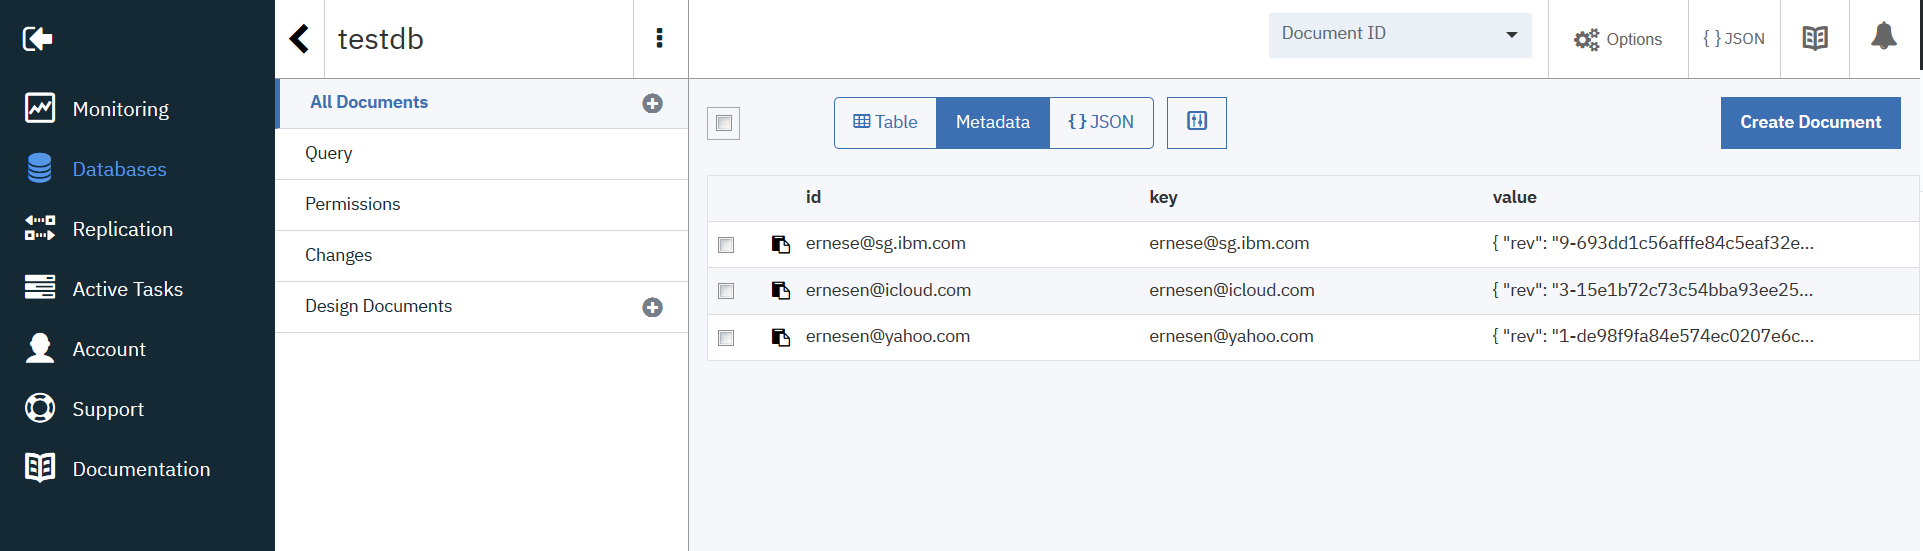 testdb
Document ID
Options
{ } JSON
Monitoring
Databases
Replication
Active Tasks
Account
Support
Documentation
All Documents
Query
Permissions
Changes
Design Documents
Table
Metadata
{ } JSON
Create Document
id key value
ernese@sg.ibm.com ernese@sg.ibm.com { "rev": "9-693dd1c56afffe84c5eaf32e...
ernesen@icloud.com ernesen@icloud.com { "rev": "3-15e1b72c73c54bba93ee25...
ernesen@yahoo.com ernesen@yahoo.com { "rev": "1-de98f9fa84e574ec0207e6c...